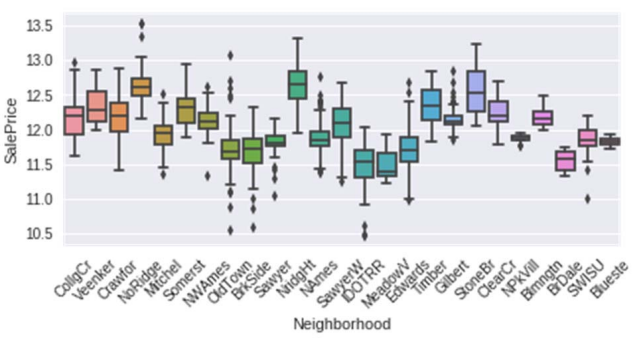 13.5
13.0
12.5
12.0
11.5
11.0
10.5
SalePrice
CollgCr
Veenker
Crawfor
NoRidge
Mitchel
Somerst
NWAmes
OldTown
BrkSide
Sawyer
NridgHt
NAmes
SawyerW
IDOTRR
MeadowV
Edwards
Timber
Gilbert
StoneBr
ClearCr
NPkVill
Blmngtn
BrDale
SWISU
Blueste
Neighborhood